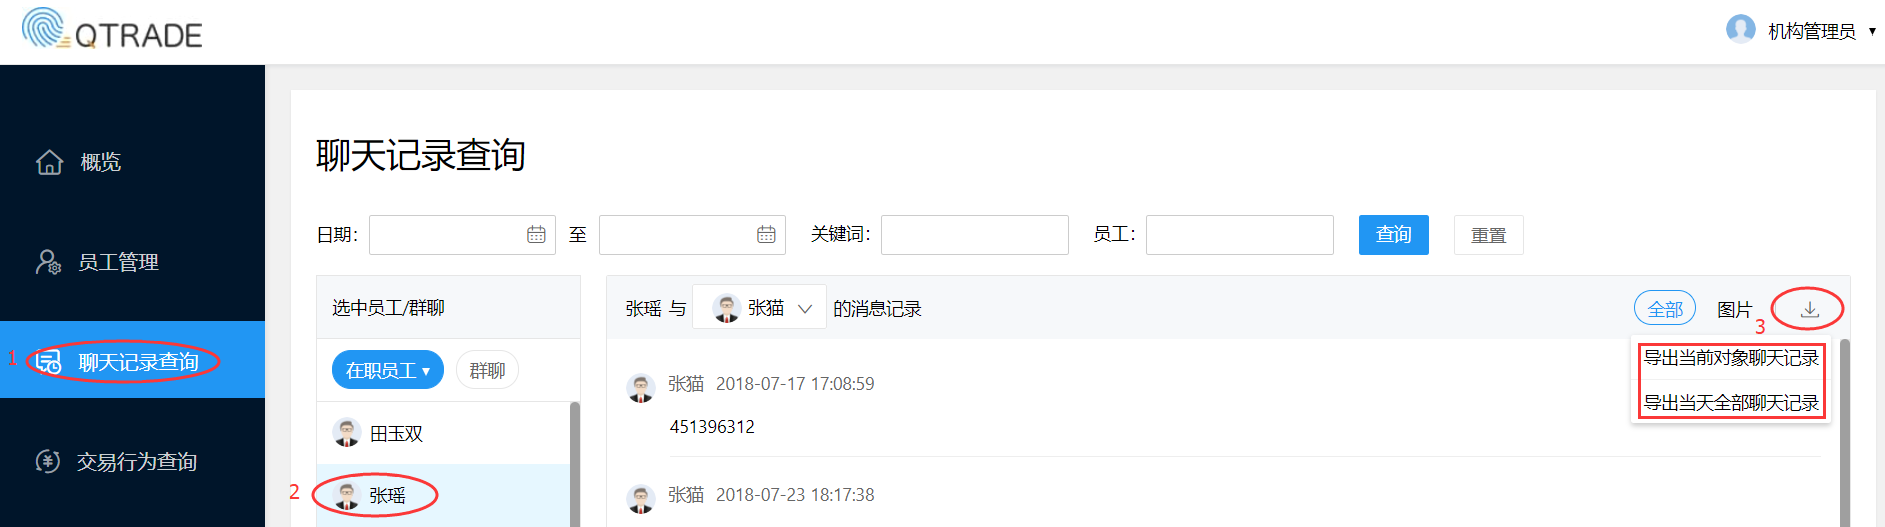 QTRADE
机构管理员
概览
员工管理
1
聊天记录查询
交易行为查询
聊天记录查询
日期: 至 关键词: 员工: 查询 重置
选中员工/群聊
在职员工 群聊
田玉双
2 张瑶
张瑶 与 张猫 的消息记录
全部 图片 3
导出当前对象聊天记录
导出当天全部聊天记录
张猫 2018-07-17 17:08:59
451396312
张猫 2018-07-23 18:17:38